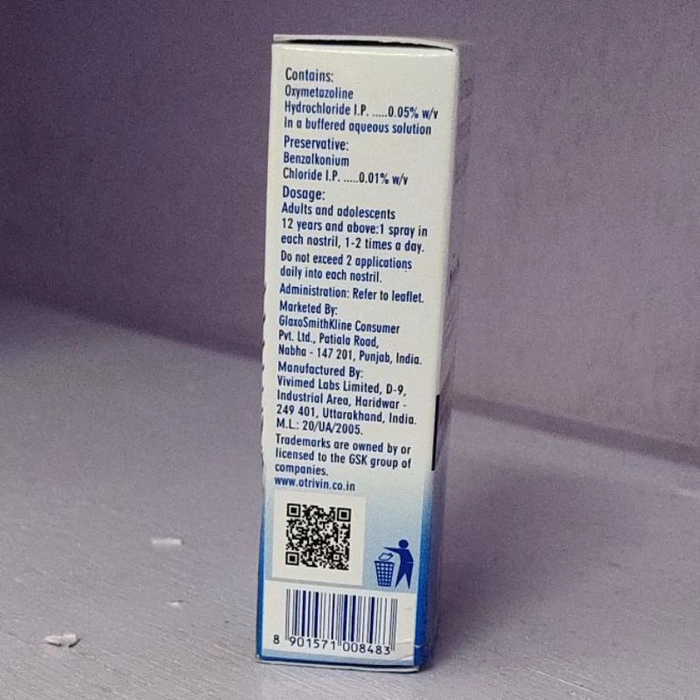 Contains:
Oxymetazoline
Hydrochloride I.P. .....0.05% w/v
In a buffered aqueous solution
Preservative:
Benzalkonium
Chloride I.P. .....0.01% w/v
Dosage:
Adults and adolescents
12 years and above:1 spray in
each nostril, 1-2 times a day.
Do not exceed 2 applications
daily into each nostril.
Administration: Refer to leaflet.
Marketed By:
GlaxoSmithKline Consumer
Pvt. Ltd., Patiala Road,
Nabha - 147 201, Punjab, India.
Manufactured By:
Vivimed Labs Limited, D-9,
Industrial Area, Haridwar -
249 401, Uttarakhand, India.
M.L.: 20/UA/2005.
Trademarks are owned by or
licensed to the GSK group of
companies.
www.otrivin.co.in
8 901571 008483